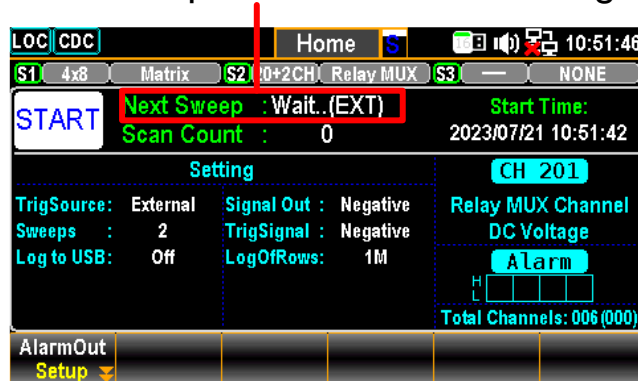 LOC CDC Home S 10:51:46
S1 4x8 Matrix S2 20+2CH Relay MUX S3 — NONE
START
Next Sweep : Wait..(EXT)
Scan Count : 0
Start Time:
2023/07/21 10:51:42
Setting
TrigSource: External Signal Out : Negative
Sweeps : 2 TrigSignal : Negative
Log to USB: Off LogOfRows: 1M
CH 201
Relay MUX Channel
DC Voltage
Alarm
H
L
Total Channels: 006(000)
AlarmOut
Setup